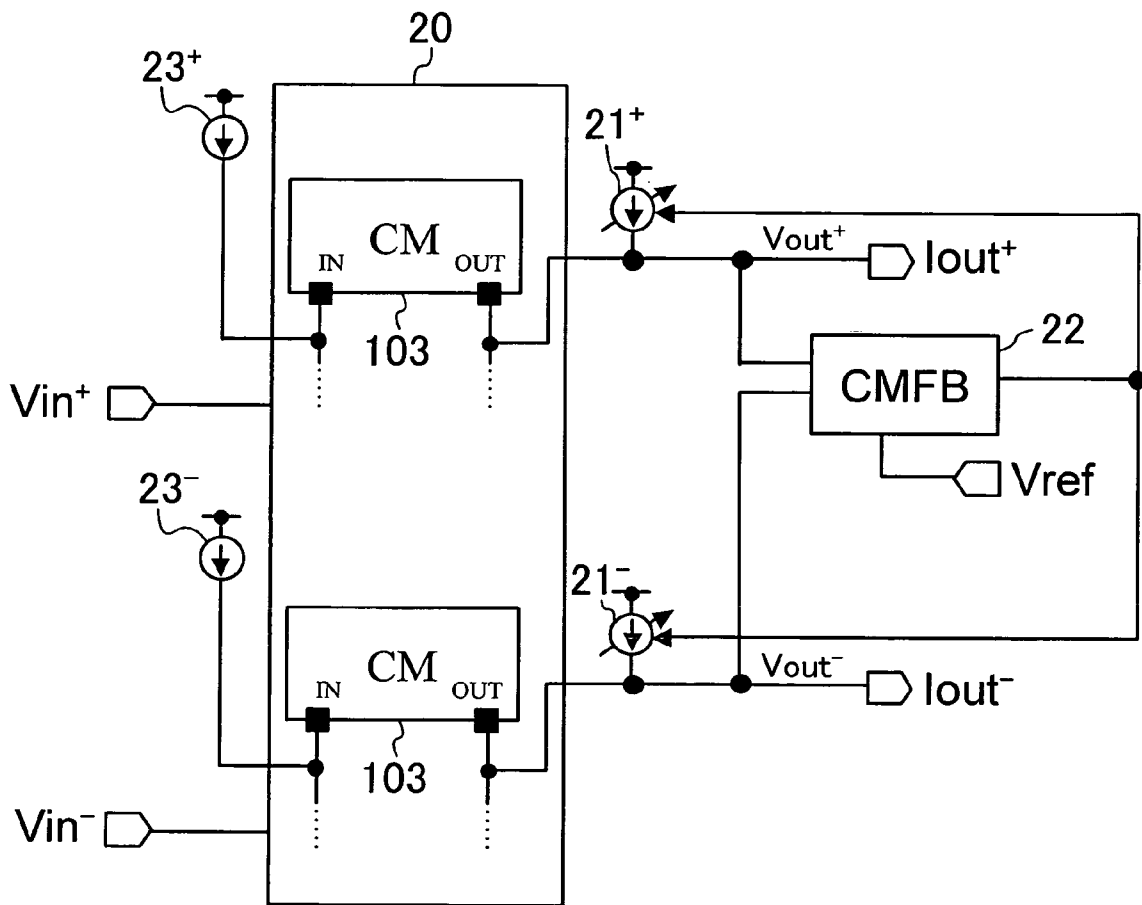 20
23⁺
21⁺
CM
IN OUT
Vout⁺
Iout⁺
103
22
CMFB
Vin⁺
Vref
23⁻
21⁻
CM
IN OUT
Vout⁻
Iout⁻
103
Vin⁻